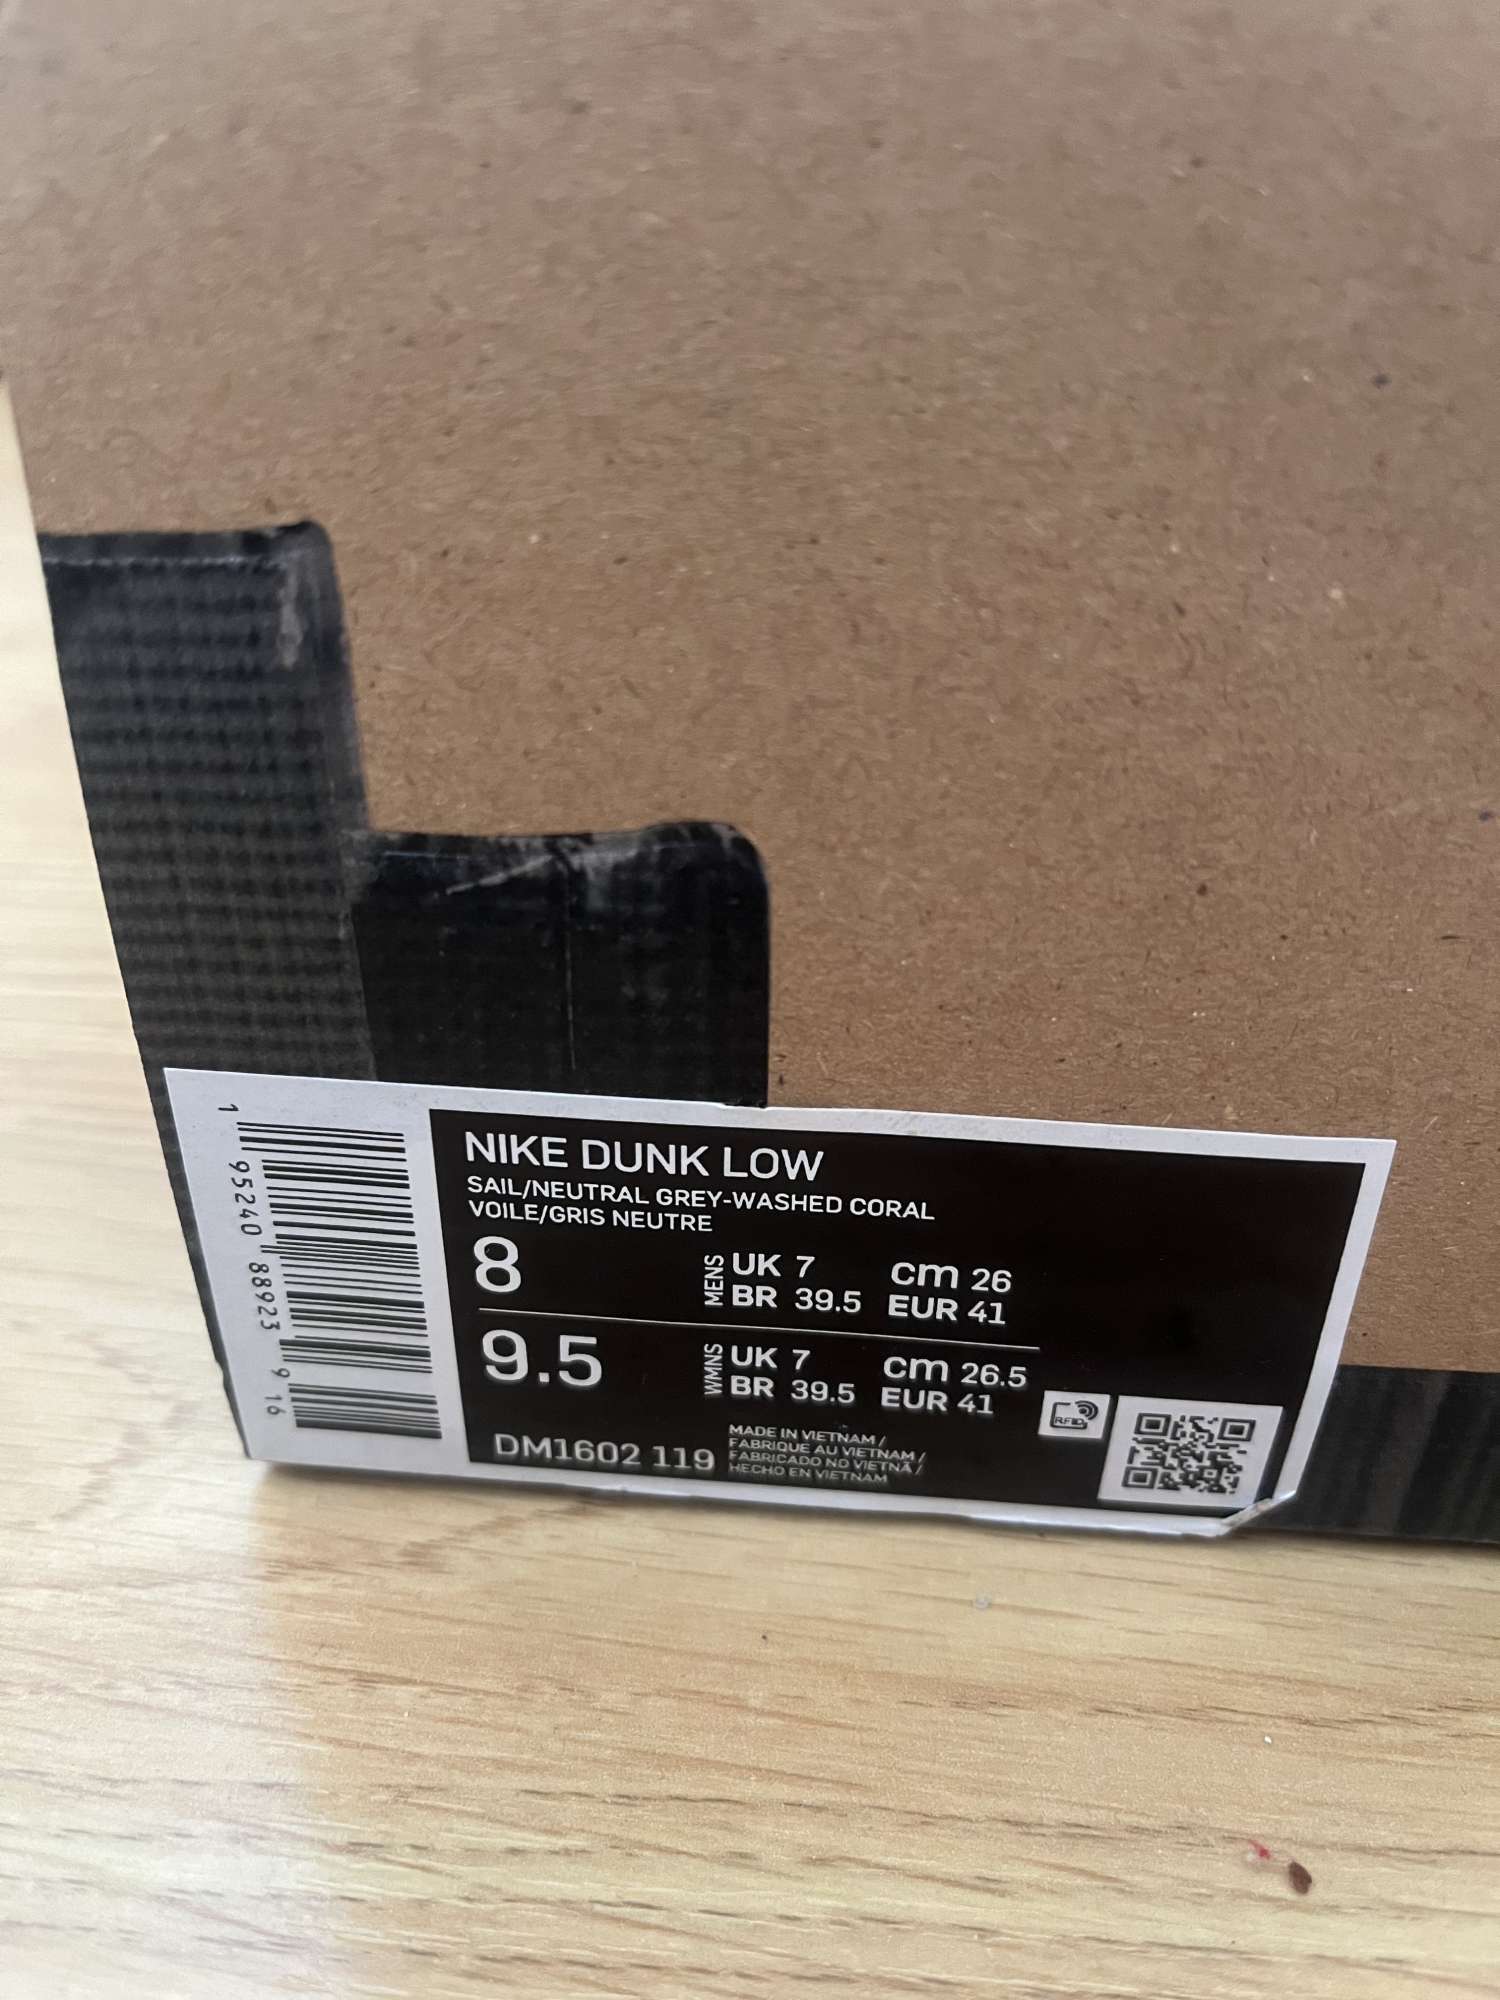 NIKE DUNK LOW
SAIL/NEUTRAL GREY-WASHED CORAL
VOILE/GRIS NEUTRE
8
MENS
UK 7 cm 26
BR 39.5 EUR 41
9.5
WMNS
UK 7 cm 26.5
BR 39.5 EUR 41
DM1602 119
MADE IN VIETNAM /
FABRIQUE AU VIETNAM /
FABRICADO NO VIETNÃ /
HECHO EN VIETNAM
RFID
1 95240 88923 9 16